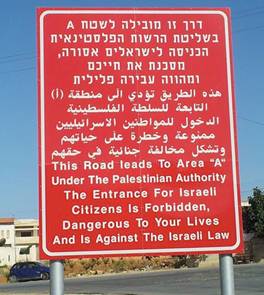 דרך זו מובילה לשטח A
בשליטת הרשות הפלסטינאית
הכניסה לישראלים אסורה,
מסכנת את חייכם
ומהווה עבירה פלילית
هذه الطريق تؤدي الى منطقة (أ)
التابعة للسلطة الفلسطينية
الدخول للمواطنين الاسرائيليين
ممنوعة وخطرة على حياتهم
وتشكل مخالفة جنائية في حقهم
This Road leads To Area "A"
Under The Palestinian Authority
The Entrance For Israeli
Citizens Is Forbidden,
Dangerous To Your Lives
And Is Against The Israeli Law